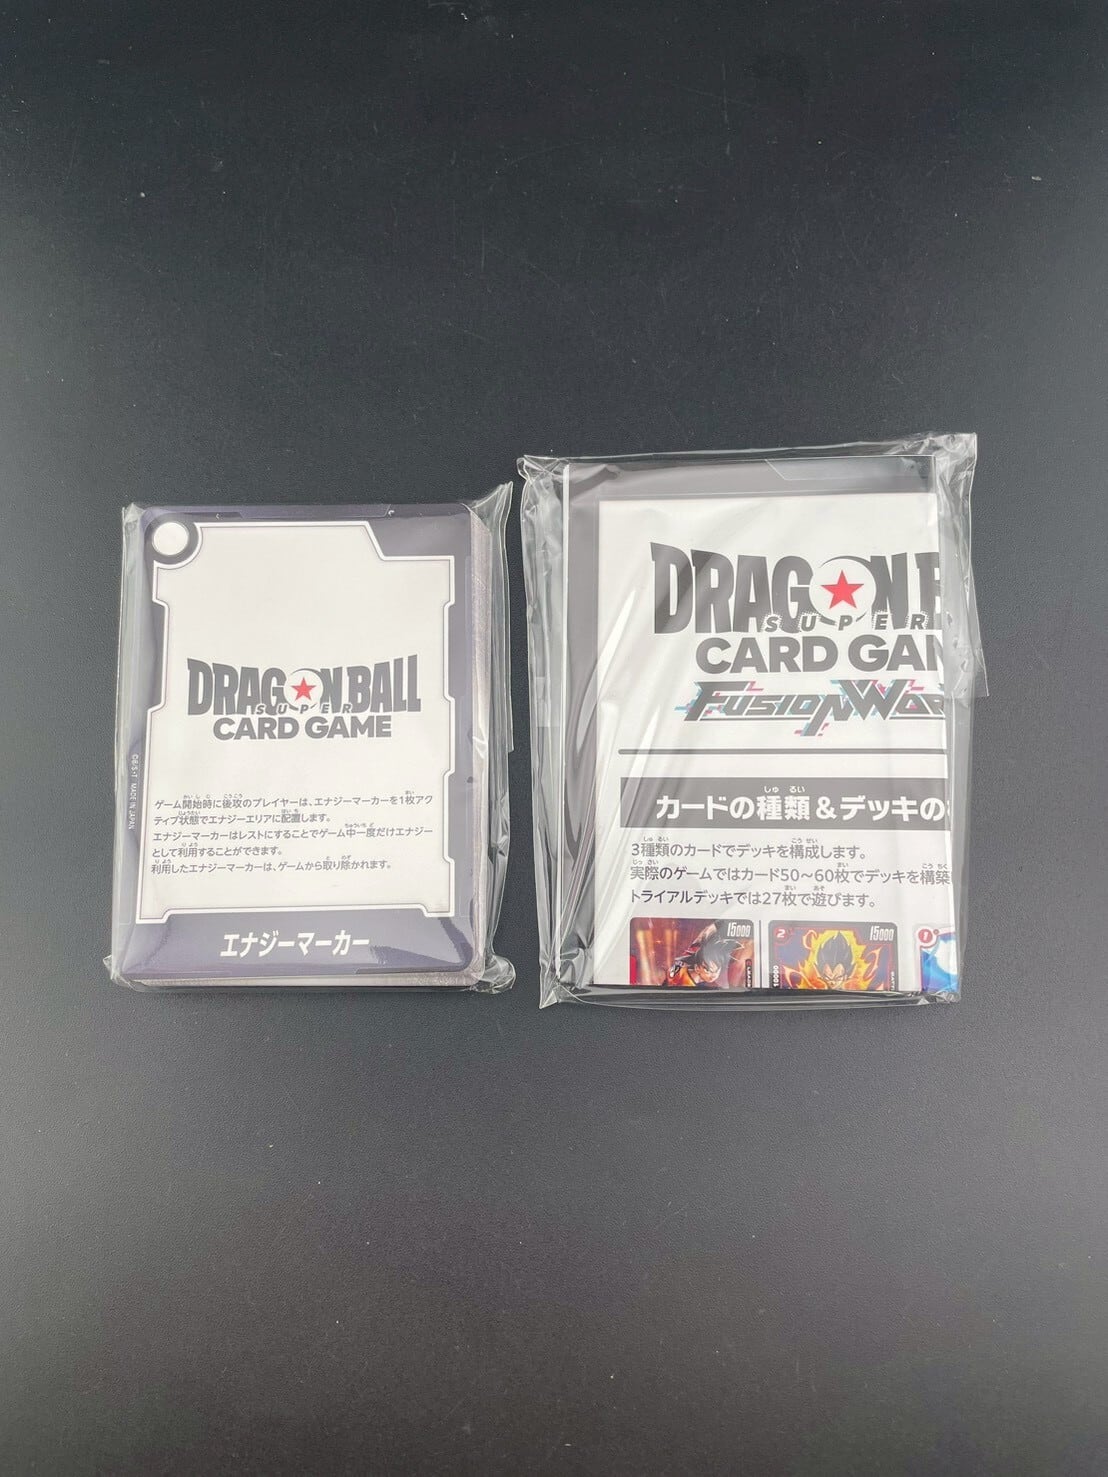 DRAGONBALL
SUPER
CARD GAME
DB/S-T MADE IN JAPAN
ゲーム開始時に後攻のプレイヤーは、エナジーマーカーを1枚アク
ティブ状態でエナジーエリアに配置します。
エナジーマーカーはレストにすることでゲーム中一度だけエナジー
として利用することができます。
利用したエナジーマーカーは、ゲームから取り除かれます。
エナジーマーカー
DRAGON B
SUPER
CARD GAM
FUSION WOR
カードの種類&デッキの
3種類のカードでデッキを構成します。
実際のゲームではカード50〜60枚でデッキを構築
トライアルデッキでは27枚で遊びます。
15000
2
15000
10000
1